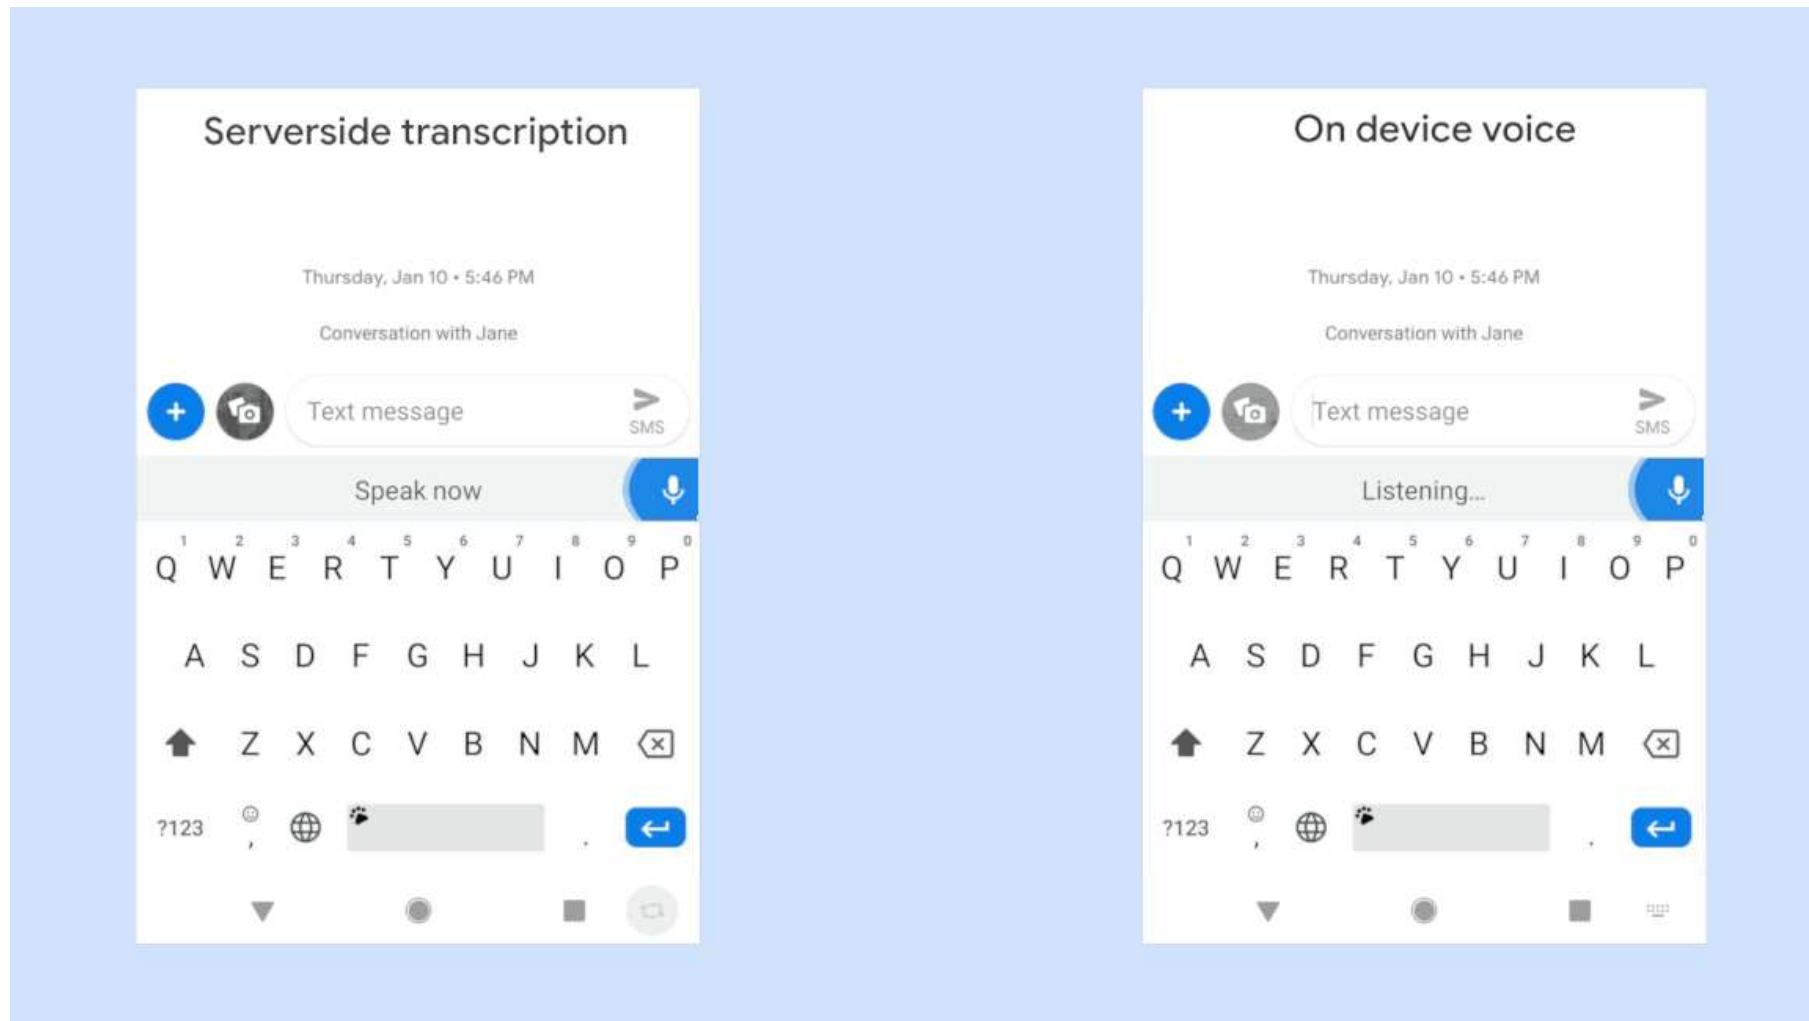 Serverside transcription
Thursday, Jan 10 • 5:46 PM
Conversation with Jane
Text message
SMS
Speak now
1 2 3 4 5 6 7 8 9 0
Q W E R T Y U I O P
A S D F G H J K L
Z X C V B N M
?123 , .
On device voice
Thursday, Jan 10 • 5:46 PM
Conversation with Jane
Text message
SMS
Listening...
1 2 3 4 5 6 7 8 9 0
Q W E R T Y U I O P
A S D F G H J K L
Z X C V B N M
?123 , .